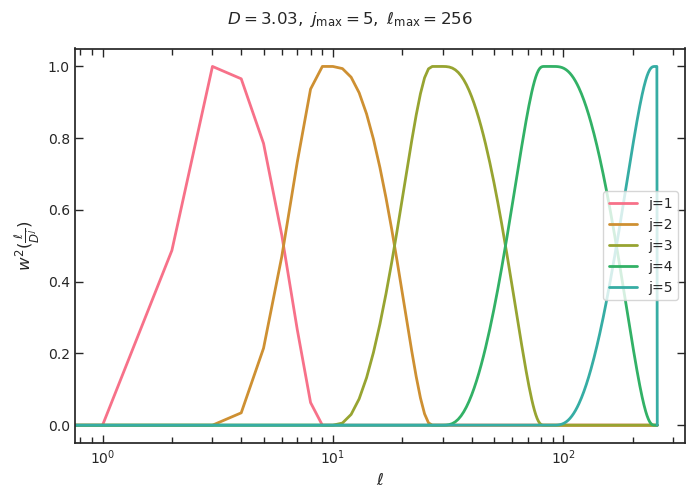 D = 3.03, j_max = 5, ℓ_max = 256
1.0
0.8
0.6
0.4
0.2
0.0
w²(ℓ/D^j)
j=1
j=2
j=3
j=4
j=5
10⁰ 10¹ 10²
ℓ